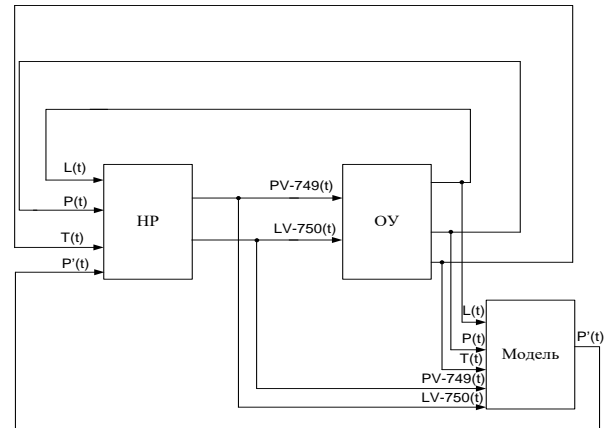 L(t)
P(t)
T(t)
P'(t)
НР
PV-749(t)
LV-750(t)
ОУ
L(t)
P(t)
T(t)
PV-749(t)
LV-750(t)
Модель
P'(t)